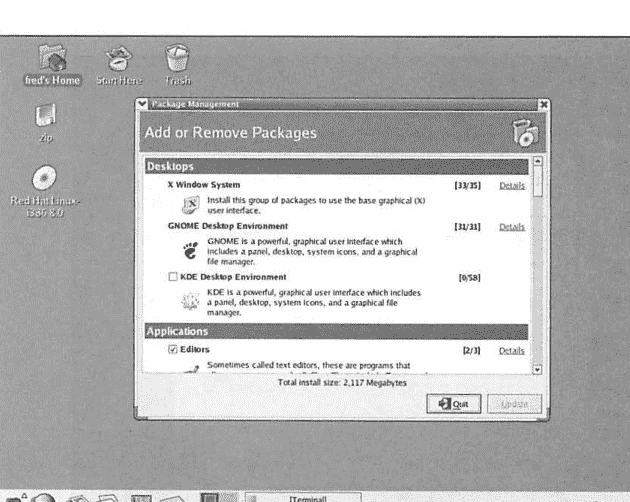 fred's Home
Start Here
Trash
zip
Red Hat Linux-
i386 8.0
Package Management
Add or Remove Packages
Desktops
X Window System [33/35] Details
Install this group of packages to use the base graphical (X)
user interface.
GNOME Desktop Environment [31/31] Details
GNOME is a powerful, graphical user interface which
includes a panel, desktop, system icons, and a graphical
file manager.
KDE Desktop Environment [0/58]
KDE is a powerful, graphical user interface which includes
a panel, desktop, system icons, and a graphical file
manager.
Applications
Editors [2/3] Details
Sometimes called text editors, these are programs that
Total install size: 2,117 Megabytes
Quit
Update
[Terminal]